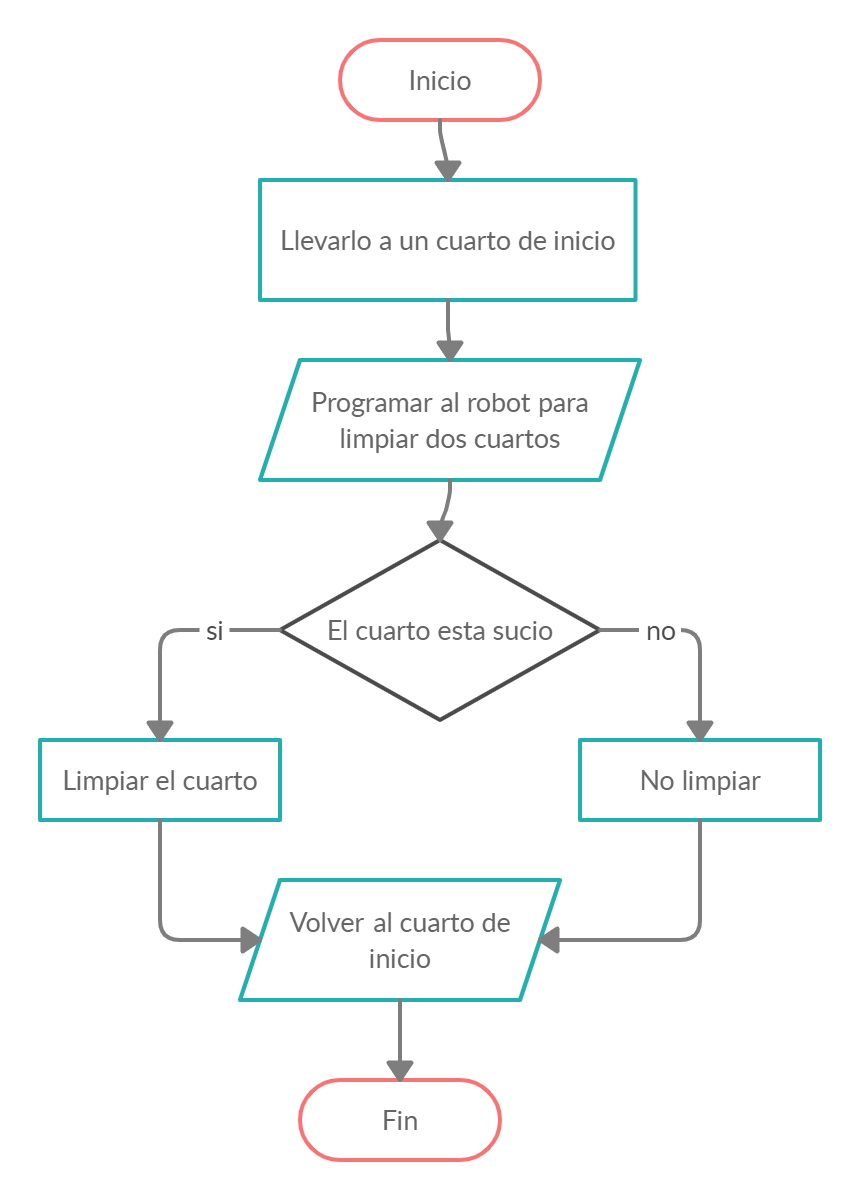 Inicio
Llevarlo a un cuarto de inicio
Programar al robot para
limpiar dos cuartos
El cuarto esta sucio
si
no
Limpiar el cuarto
No limpiar
Volver al cuarto de
inicio
Fin